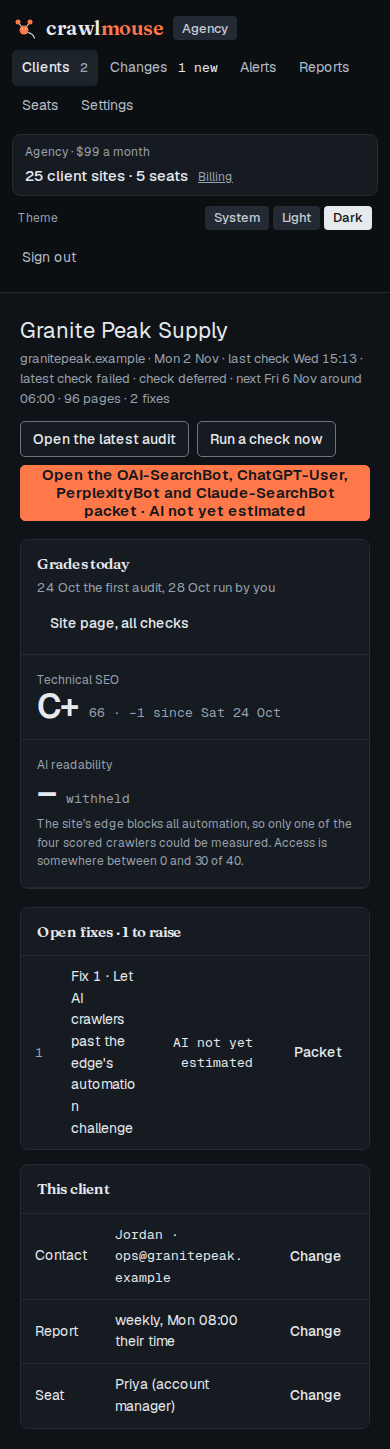 crawlmouse Agency
Clients 2 Changes 1 new Alerts Reports
Seats Settings
Agency · $99 a month
25 client sites · 5 seats Billing
Theme System Light Dark
Sign out
Granite Peak Supply
granitepeak.example · Mon 2 Nov · last check Wed 15:13 ·
latest check failed · check deferred · next Fri 6 Nov around
06:00 · 96 pages · 2 fixes
Open the latest audit Run a check now
Open the OAI-SearchBot, ChatGPT-User,
PerplexityBot and Claude-SearchBot
packet · AI not yet estimated
Grades today
24 Oct the first audit, 28 Oct run by you
Site page, all checks
Technical SEO
C+ 66 · −1 since Sat 24 Oct
AI readability
– withheld
The site's edge blocks all automation, so only one of the
four scored crawlers could be measured. Access is
somewhere between 0 and 30 of 40.
Open fixes · 1 to raise
1 Fix 1 · Let
AI
crawlers
past the
edge's
automatio
n
challenge
AI not yet
estimated
Packet
This client
Contact Jordan ·
ops@granitepeak.
example
Change
Report weekly, Mon 08:00
their time
Change
Seat Priya (account
manager)
Change